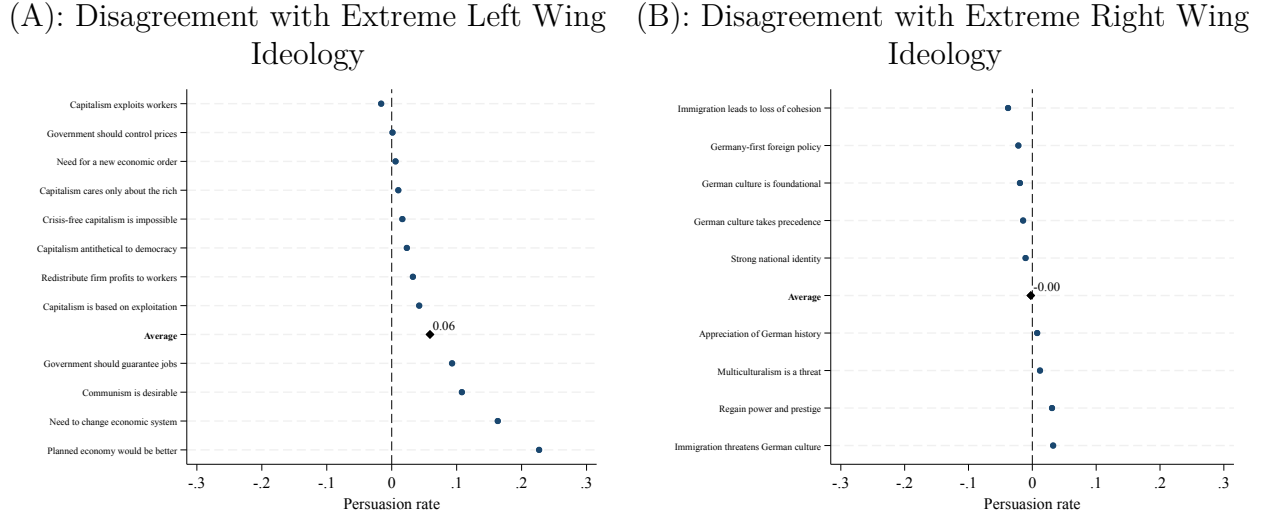 (A): Disagreement with Extreme Left Wing
Ideology
Capitalism exploits workers
Government should control prices
Need for a new economic order
Capitalism cares only about the rich
Crisis-free capitalism is impossible
Capitalism antithetical to democracy
Redistribute firm profits to workers
Capitalism is based on exploitation
Average
0.06
Government should guarantee jobs
Communism is desirable
Need to change economic system
Planned economy would be better
-.3 -.2 -.1 0 .1 .2 .3
Persuasion rate
(B): Disagreement with Extreme Right Wing
Ideology
Immigration leads to loss of cohesion
Germany-first foreign policy
German culture is foundational
German culture takes precedence
Strong national identity
Average
-0.00
Appreciation of German history
Multiculturalism is a threat
Regain power and prestige
Immigration threatens German culture
-.3 -.2 -.1 0 .1 .2 .3
Persuasion rate